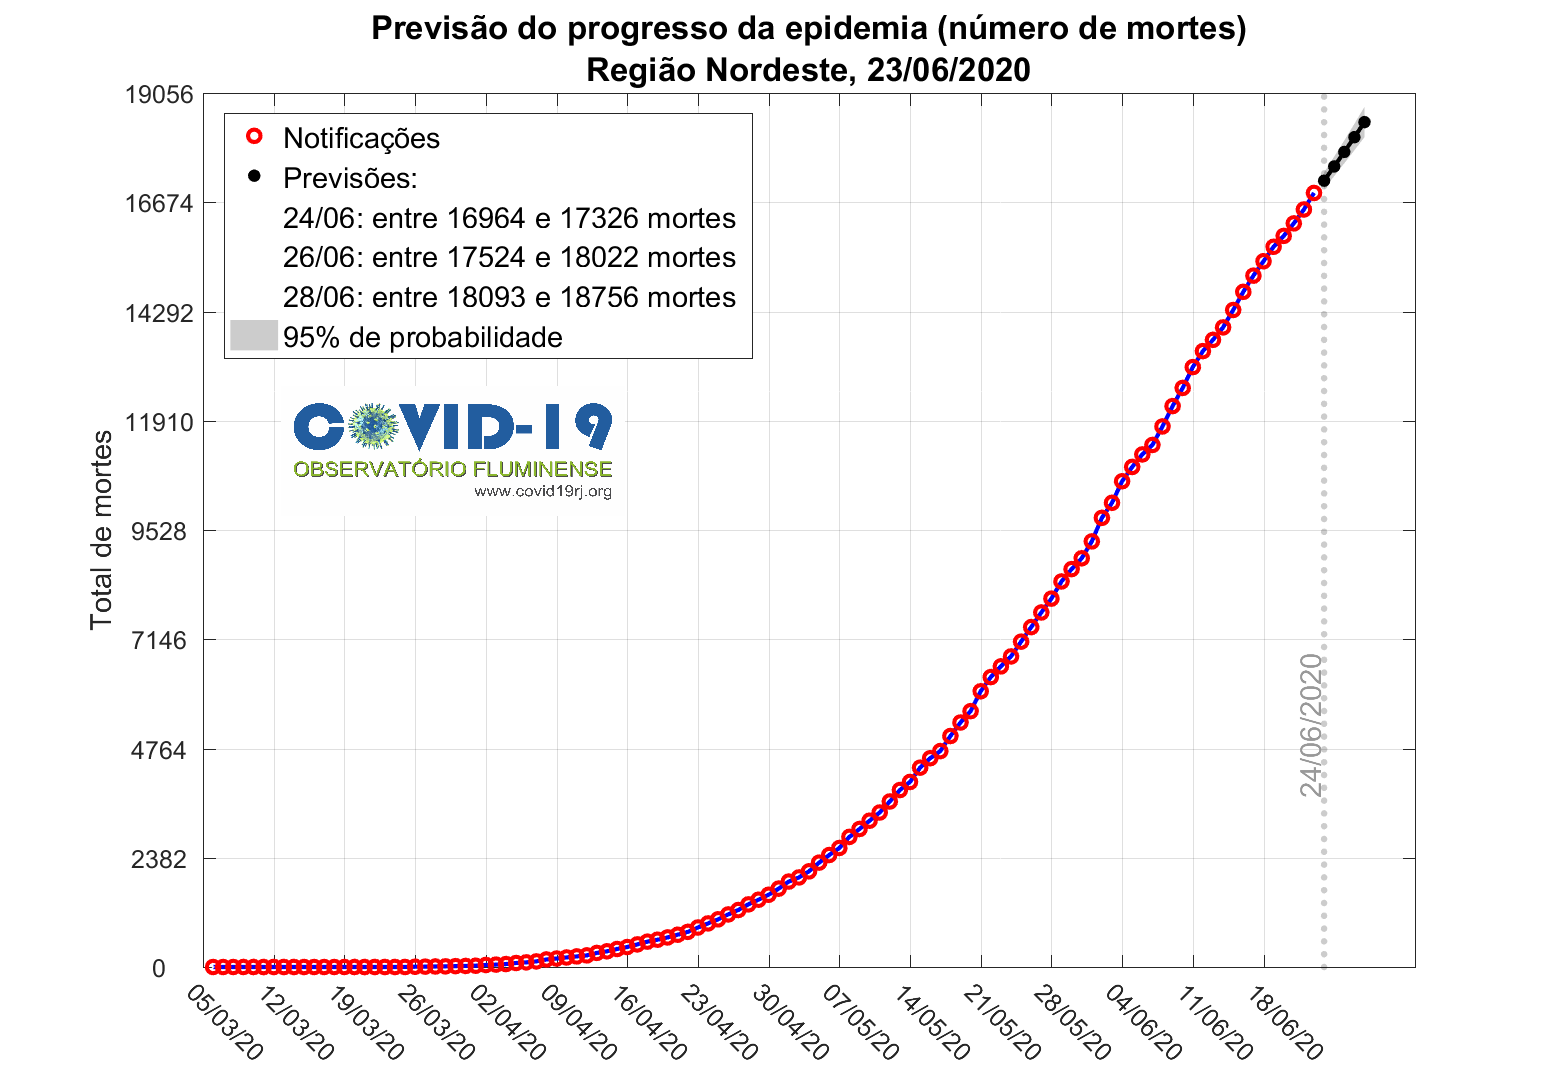 Previsão do progresso da epidemia (número de mortes)
Região Nordeste, 23/06/2020
19056
16674
14292
11910
9528
7146
4764
2382
0
Total de mortes
Notificações
Previsões:
24/06: entre 16964 e 17326 mortes
26/06: entre 17524 e 18022 mortes
28/06: entre 18093 e 18756 mortes
95% de probabilidade
COVID-19
OBSERVATÓRIO FLUMINENSE
www.covid19rj.org
24/06/2020
05/03/20
12/03/20
19/03/20
26/03/20
02/04/20
09/04/20
16/04/20
23/04/20
30/04/20
07/05/20
14/05/20
21/05/20
28/05/20
04/06/20
11/06/20
18/06/20